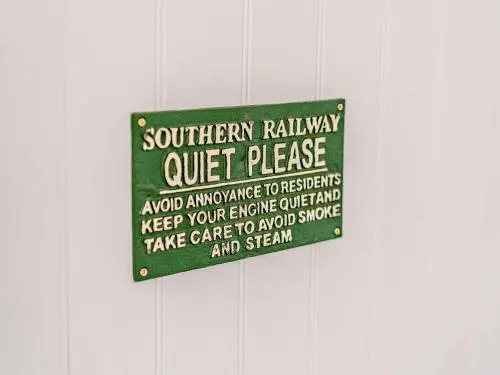 SOUTHERN RAILWAY
QUIET PLEASE
AVOID ANNOYANCE TO RESIDENTS
KEEP YOUR ENGINE QUIETAND
TAKE CARE TO AVOID SMOKE
AND STEAM